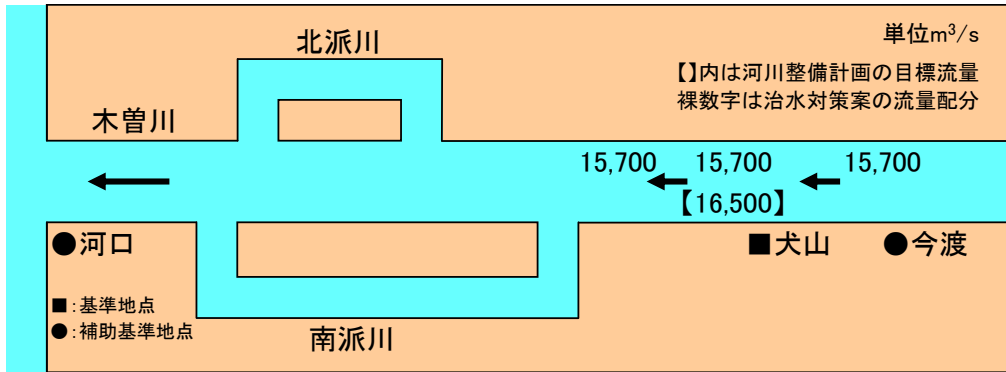 北派川
単位m³/s
【】内は河川整備計画の目標流量
裸数字は治水対策案の流量配分
木曽川
15,700 15,700 15,700
【16,500】
●河口 ■犬山 ●今渡
■:基準地点
●:補助基準地点
南派川